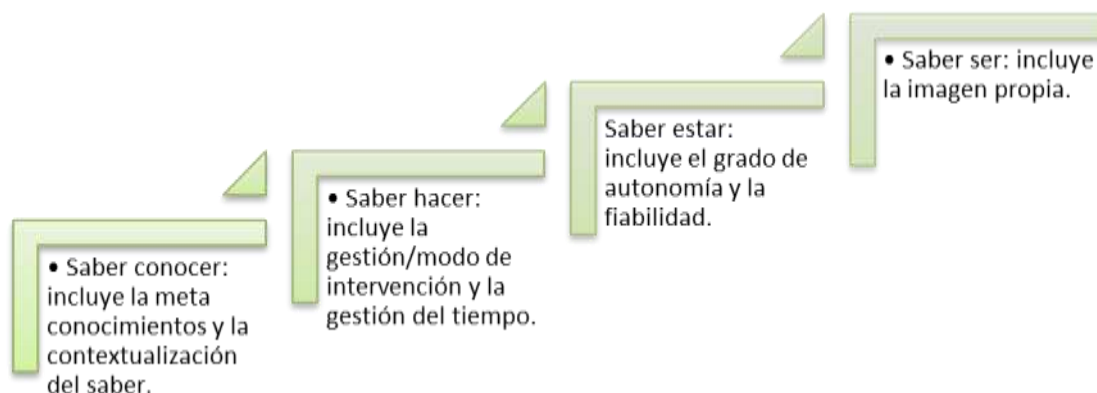 • Saber conocer:
incluye la meta
conocimientos y la
contextualización
del saber.
• Saber hacer:
incluye la
gestión/modo de
intervención y la
gestión del tiempo.
Saber estar:
incluye el grado de
autonomía y la
fiabilidad.
• Saber ser: incluye
la imagen propia.